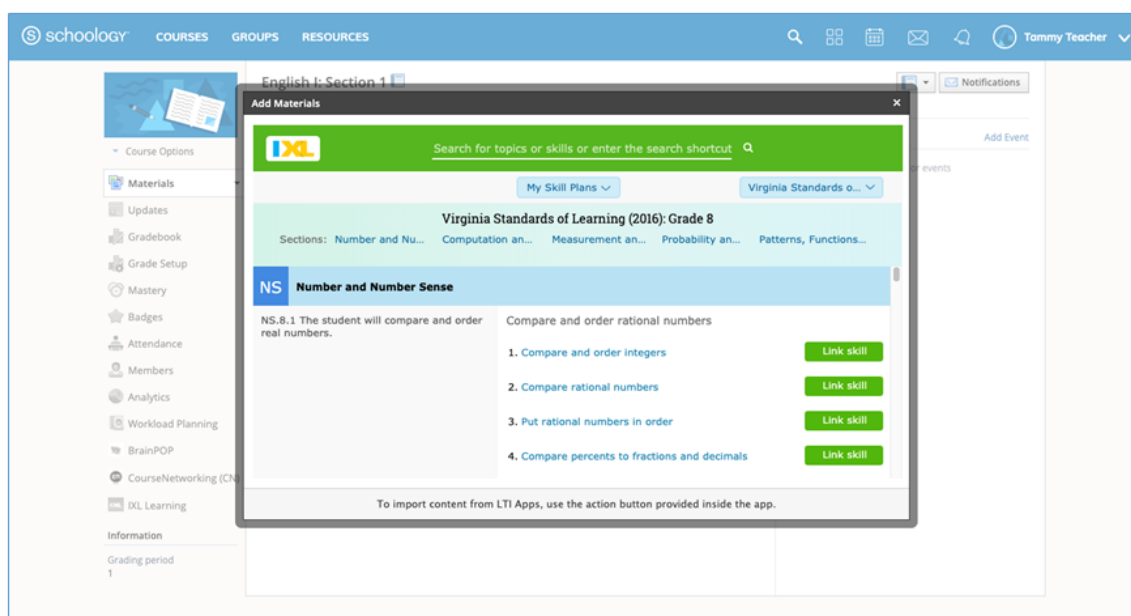 schoology COURSES GROUPS RESOURCES Tammy Teacher
English I: Section 1
Notifications
Add Materials ×
Add Event
IXL
Search for topics or skills or enter the search shortcut
My Skill Plans
Virginia Standards o...
Virginia Standards of Learning (2016): Grade 8
Sections: Number and Nu... Computation an... Measurement an... Probability an... Patterns, Functions...
NS Number and Number Sense
NS.8.1 The student will compare and order
real numbers.
Compare and order rational numbers
1. Compare and order integers Link skill
2. Compare rational numbers Link skill
3. Put rational numbers in order Link skill
4. Compare percents to fractions and decimals Link skill
To import content from LTI Apps, use the action button provided inside the app.
or events
Course Options
Materials
Updates
Gradebook
Grade Setup
Mastery
Badges
Attendance
Members
Analytics
Workload Planning
BrainPOP
CourseNetworking (CN)
IXL Learning
Information
Grading period
1